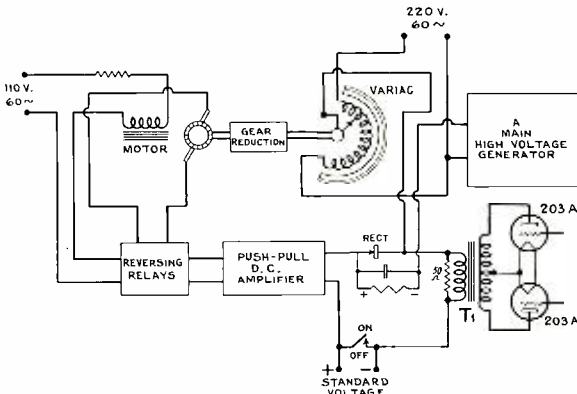 220 V.
60 ~
110 V.
60 ~
MOTOR
GEAR
REDUCTION
VARIAC
A
MAIN
HIGH VOLTAGE
GENERATOR
203 A
REVERSING
RELAYS
PUSH-PULL
D. C.
AMPLIFIER
RECT
+ -
50
T1
203 A
ON
OFF
+ -
STANDARD
VOLTAGE